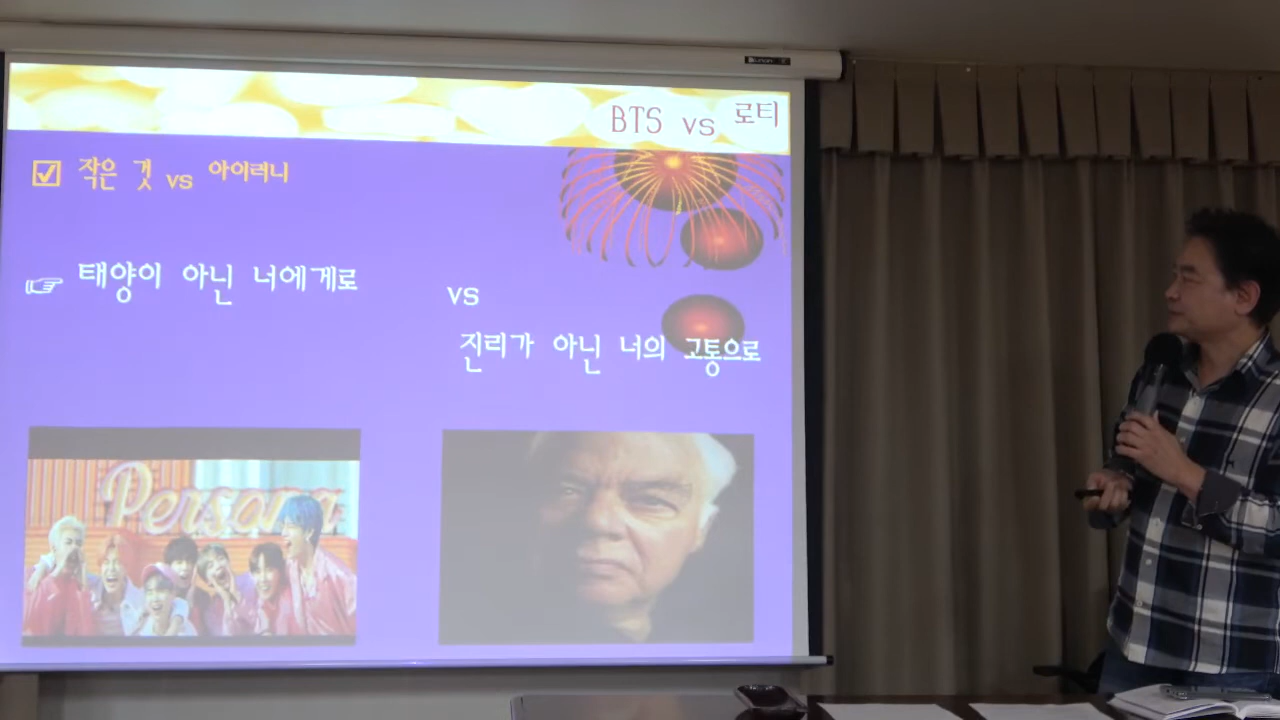 BTS vs 로티
작은 것 vs 아이러니
태양이 아닌 너에게로
vs
진리가 아닌 너의 고통으로
Persona